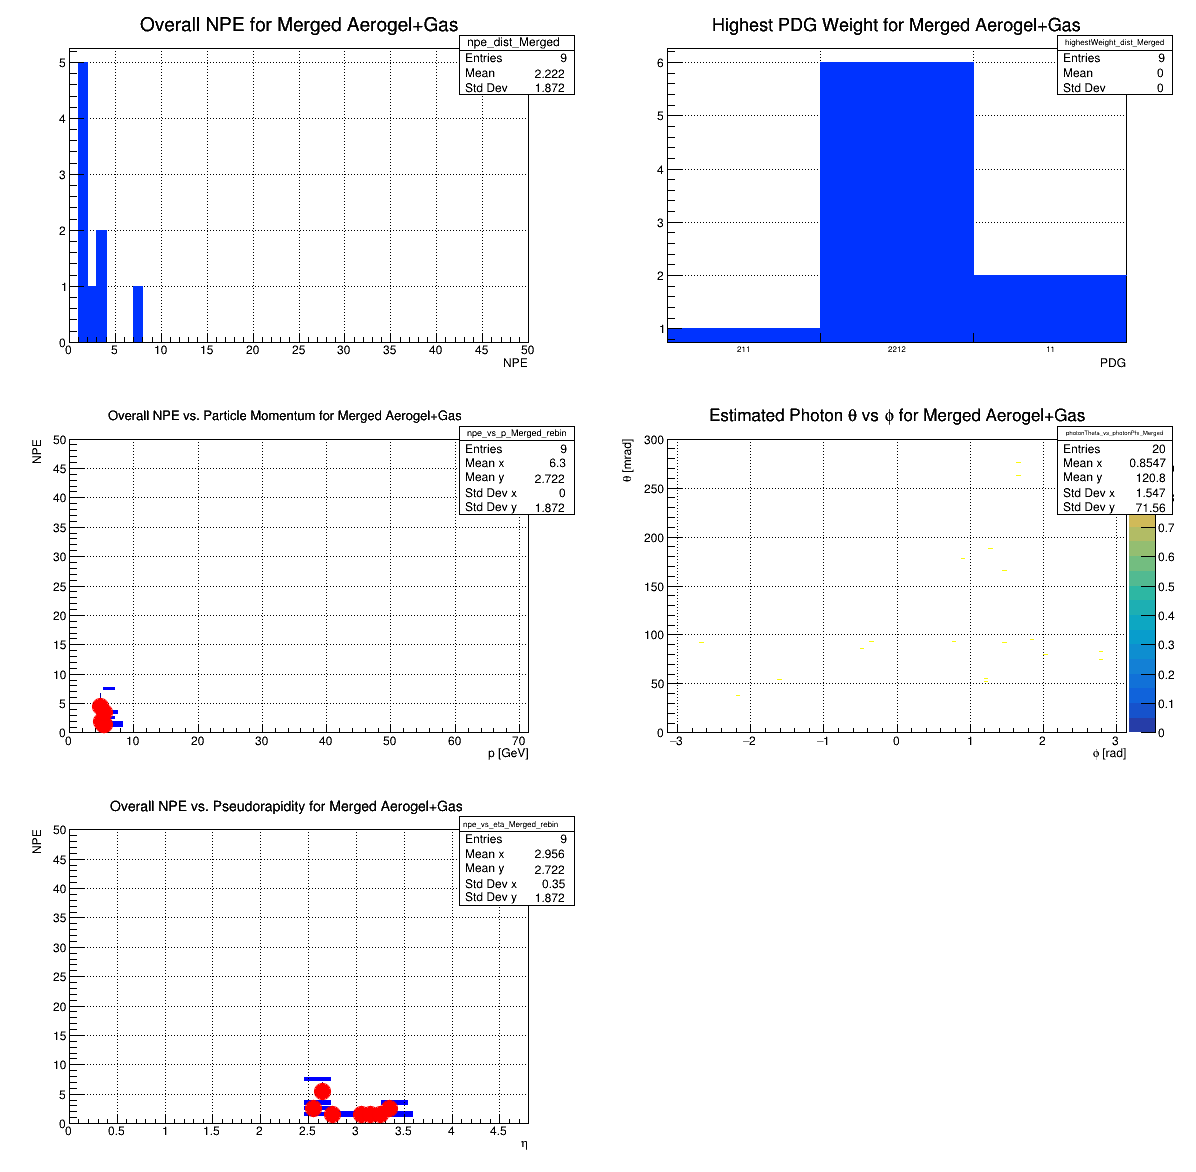 Overall NPE for Merged Aerogel+Gas
npe_dist_Merged
Entries 9
Mean 2.222
Std Dev 1.872
5
4
3
2
1
0
0 5 10 15 20 25 30 35 40 45 50
NPE
Highest PDG Weight for Merged Aerogel+Gas
highestWeight_dist_Merged
Entries 9
Mean 0
Std Dev 0
6
5
4
3
2
1
211 2212 11
PDG
Overall NPE vs. Particle Momentum for Merged Aerogel+Gas
npe_vs_p_Merged_rebin
Entries 9
Mean x 6.3
Mean y 2.722
Std Dev x 0
Std Dev y 1.872
NPE
50
45
40
35
30
25
20
15
10
5
0
0 10 20 30 40 50 60 70
p [GeV]
Estimated Photon θ vs ϕ for Merged Aerogel+Gas
photonTheta_vs_photonPhi_Merged
Entries 20
Mean x 0.8547
Mean y 120.8
Std Dev x 1.547
Std Dev y 71.56
θ [mrad]
300
250
200
150
100
50
0
−3 −2 −1 0 1 2 3
ϕ [rad]
0.7
0.6
0.5
0.4
0.3
0.2
0.1
0
Overall NPE vs. Pseudorapidity for Merged Aerogel+Gas
npe_vs_eta_Merged_rebin
Entries 9
Mean x 2.956
Mean y 2.722
Std Dev x 0.35
Std Dev y 1.872
NPE
50
45
40
35
30
25
20
15
10
5
0
0 0.5 1 1.5 2 2.5 3 3.5 4 4.5
η